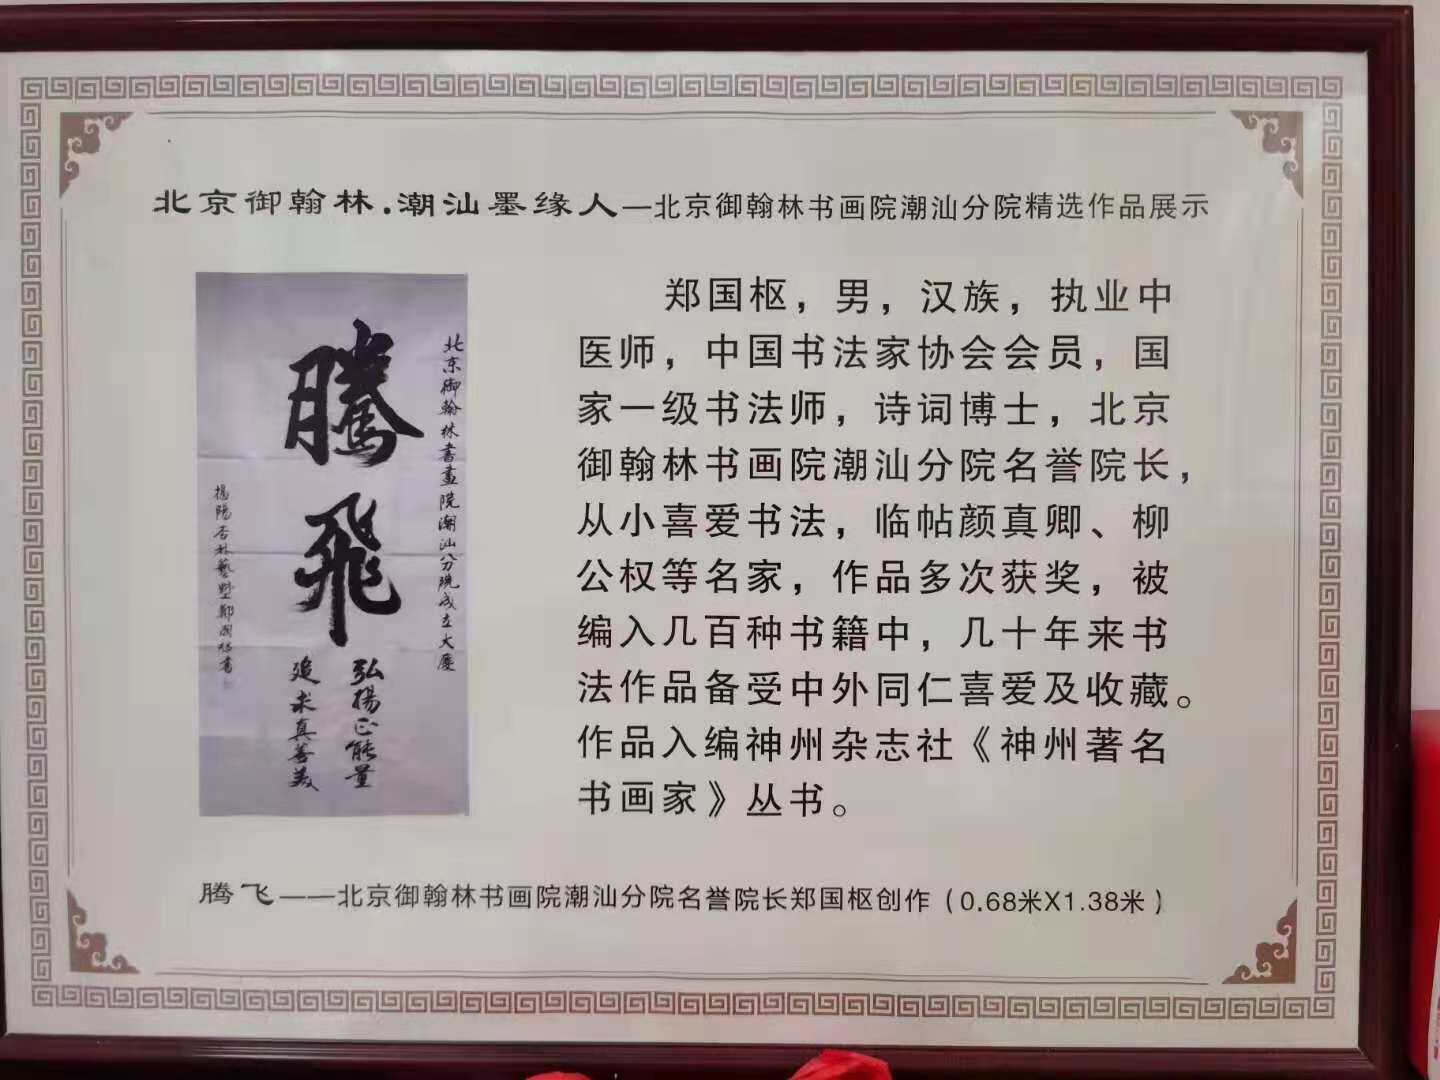 北京御翰林.潮汕墨缘人—北京御翰林书画院潮汕分院精选作品展示
北京御翰林書畫院潮汕分院成立大慶
騰飛
弘揚正能量
追求真善美
揭陽杏林藝墅鄭國樞書
郑国枢，男，汉族，执业中
医师，中国书法家协会会员，国
家一级书法师，诗词博士，北京
御翰林书画院潮汕分院名誉院长，
从小喜爱书法，临帖颜真卿、柳
公权等名家，作品多次获奖，被
编入几百种书籍中，几十年来书
法作品备受中外同仁喜爱及收藏。
作品入编神州杂志社《神州著名
书画家》丛书。
腾飞——北京御翰林书画院潮汕分院名誉院长郑国枢创作（0.68米X1.38米）